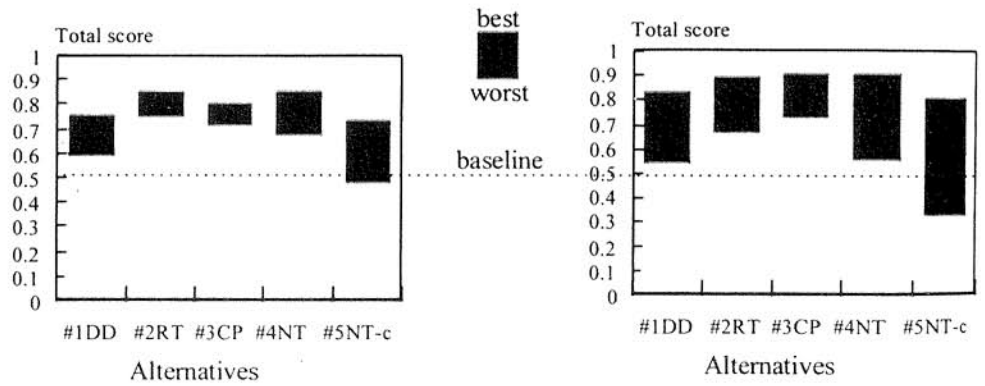 Total score
1
0.9
0.8
0.7
0.6
0.5
0.4
0.3
0.2
0.1
0
#1DD #2RT #3CP #4NT #5NT-c
Alternatives
best
worst
baseline
Total score
1
0.9
0.8
0.7
0.6
0.5
0.4
0.3
0.2
0.1
0
#1DD #2RT #3CP #4NT #5NT-c
Alternatives